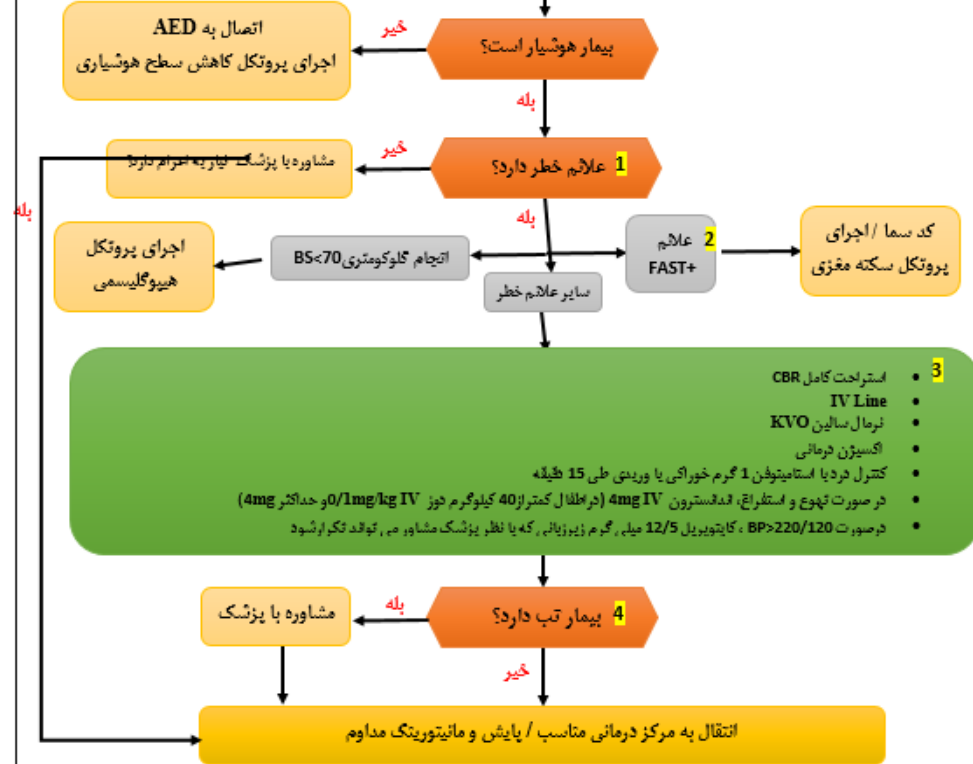 بیمار هوشیار است؟
خیر
اتصال به AED
اجرای پروتکل کاهش سطح هوشیاری
بله
1 علائم خطر دارد؟
خیر
مشاوره با پزشک نیاز به اعزام دارد؟
بله
بله
2 علائم
FAST+
کد سما / اجرای
پروتکل سکته مغزی
انجام گلوکومتری BS<70
اجرای پروتکل
هیپوگلیسمی
سایر علائم خطر
3
• استراحت کامل CBR
• IV Line
• نرمال سالین KVO
• اکسیژن درمانی
• کنترل درد با استامینوفن 1 گرم خوراکی یا وریدی طی 15 دقیقه
• در صورت تهوع و استفراغ، اندانسترون 4mg IV (در اطفال کمتر از 40 کیلوگرم دوز 0/1mg/kg IV و حداکثر 4mg)
• درصورت BP>220/120 ، کاپتوپریل 12/5 میلی گرم زیرزبانی که با نظر پزشک مشاور می تواند تکرار شود
4 بیمار تب دارد؟
بله
مشاوره با پزشک
خیر
انتقال به مرکز درمانی مناسب / پایش و مانیتورینگ مداوم